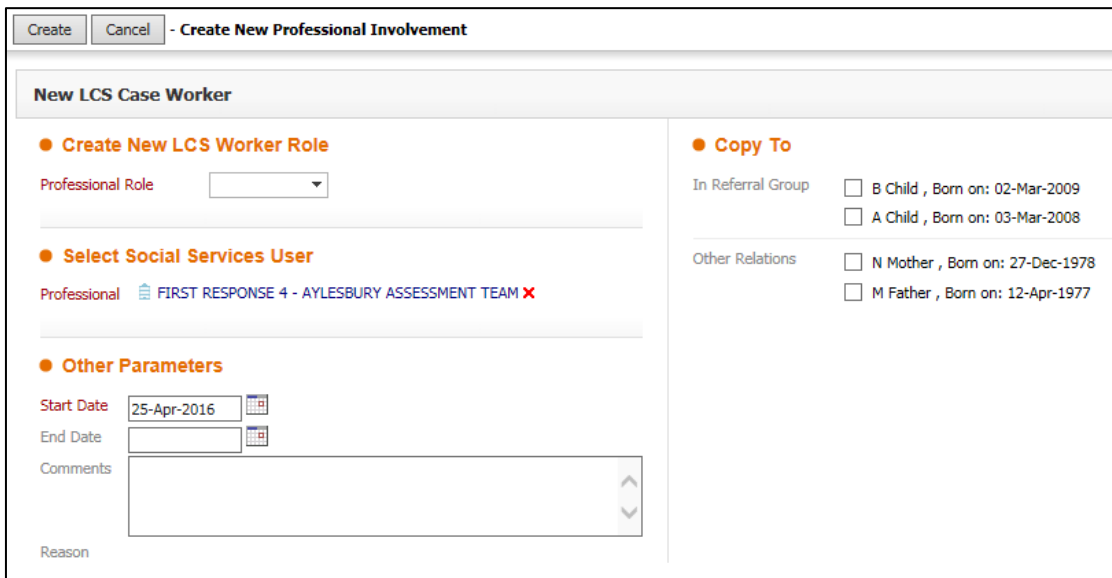 Create Cancel - Create New Professional Involvement
New LCS Case Worker
Create New LCS Worker Role
Professional Role
Select Social Services User
Professional FIRST RESPONSE 4 - AYLESBURY ASSESSMENT TEAM
Other Parameters
Start Date 25-Apr-2016
End Date
Comments
Reason
Copy To
In Referral Group B Child , Born on: 02-Mar-2009
A Child , Born on: 03-Mar-2008
Other Relations N Mother , Born on: 27-Dec-1978
M Father , Born on: 12-Apr-1977